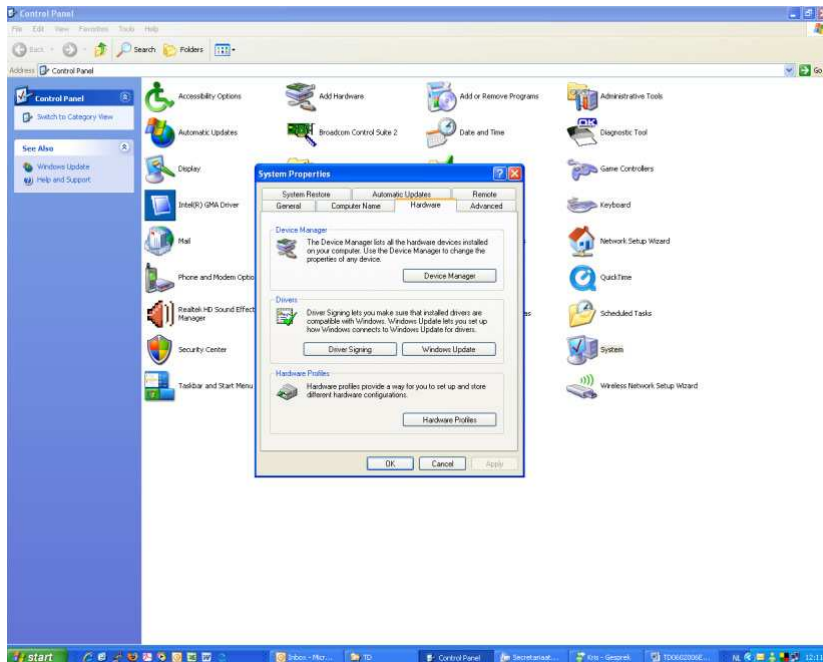 Control Panel
File Edit View Favorites Tools Help
Back Search Folders
Address Control Panel Go
Control Panel
Switch to Category View
See Also
Windows Update
Help and Support
Accessibility Options
Add Hardware
Add or Remove Programs
Administrative Tools
Automatic Updates
Broadcom Control Suite 2
Date and Time
Diagnostic Tool
Display
Game Controllers
Intel(R) GMA Driver
Keyboard
Mail
Network Setup Wizard
Phone and Modem Optio
QuickTime
Realtek HD Sound Effect
Manager
Scheduled Tasks
Security Center
System
Taskbar and Start Menu
Wireless Network Setup Wizard
System Properties
System Restore Automatic Updates Remote
General Computer Name Hardware Advanced
Device Manager
The Device Manager lists all the hardware devices installed
on your computer. Use the Device Manager to change the
properties of any device.
Device Manager
Drivers
Driver Signing lets you make sure that installed drivers are
compatible with Windows. Windows Update lets you set up
how Windows connects to Windows Update for drivers.
Driver Signing Windows Update
Hardware Profiles
Hardware profiles provide a way for you to set up and store
different hardware configurations.
Hardware Profiles
OK Cancel Apply
start Inbox - Micr... TD Control Panel Secretariaat... Kris - Gesprek NL 12:11